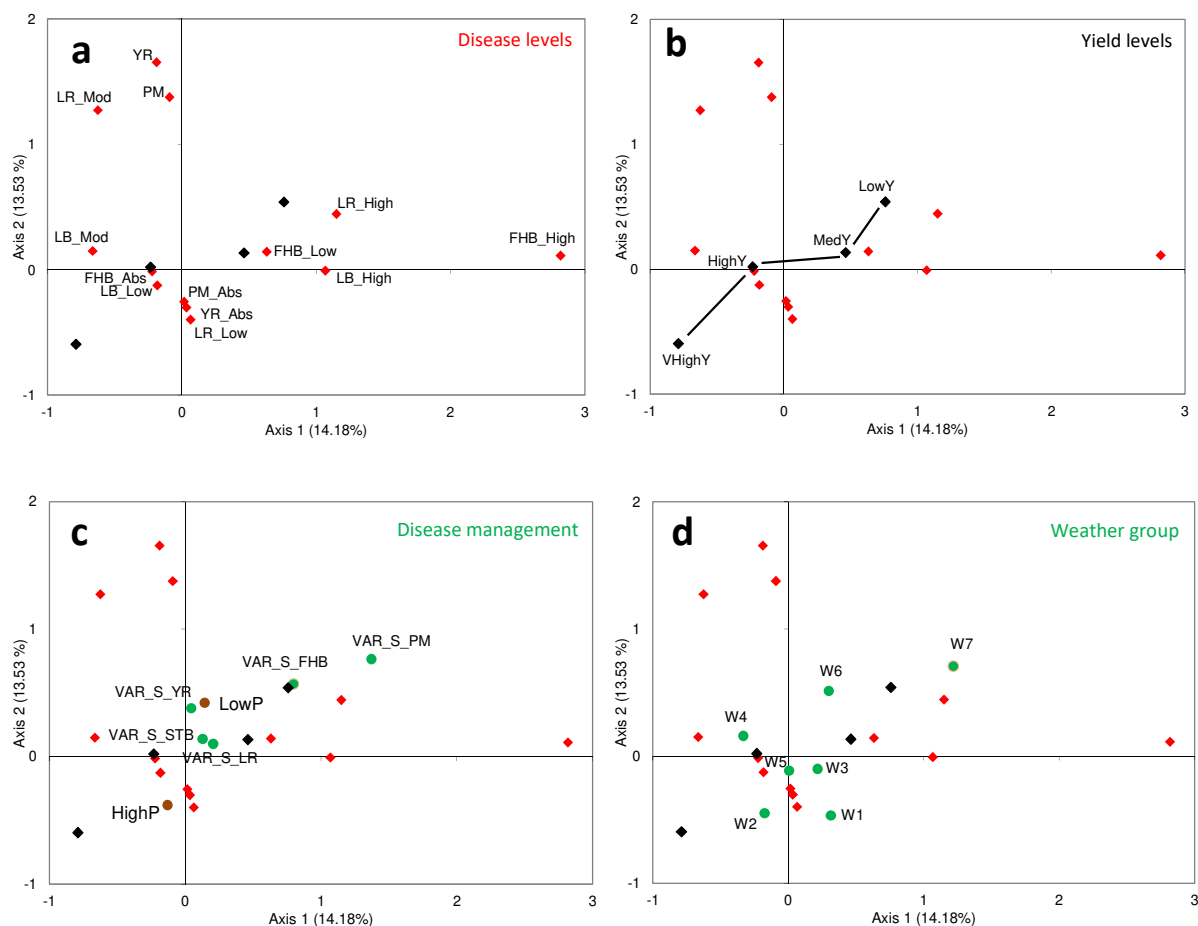 a
Disease levels
2
YR
LR_Mod
PM
1
LR_High
LB_Mod
FHB_Low
FHB_High
0
FHB_Abs
LB_High
LB_Low
PM_Abs
YR_Abs
LR_Low
-1
-1
0
1
2
3
Axis 1 (14.18%)
Axis 2 (13.53 %)
b
Yield levels
2
1
LowY
MedY
HighY
0
VHighY
-1
-1
0
1
2
3
Axis 1 (14.18%)
Axis 2 (13.53 %)
c
Disease management
2
1
VAR_S_PM
VAR_S_FHB
VAR_S_YR
LowP
VAR_S_STB
0
VAR_S_LR
HighP
-1
-1
0
1
2
3
Axis 1 (14.18%)
Axis 2 (13.53 %)
d
Weather group
2
1
W7
W6
W4
0
W5
W3
W2
W1
-1
-1
0
1
2
3
Axis 1 (14.18%)
Axis 2 (13.53 %)